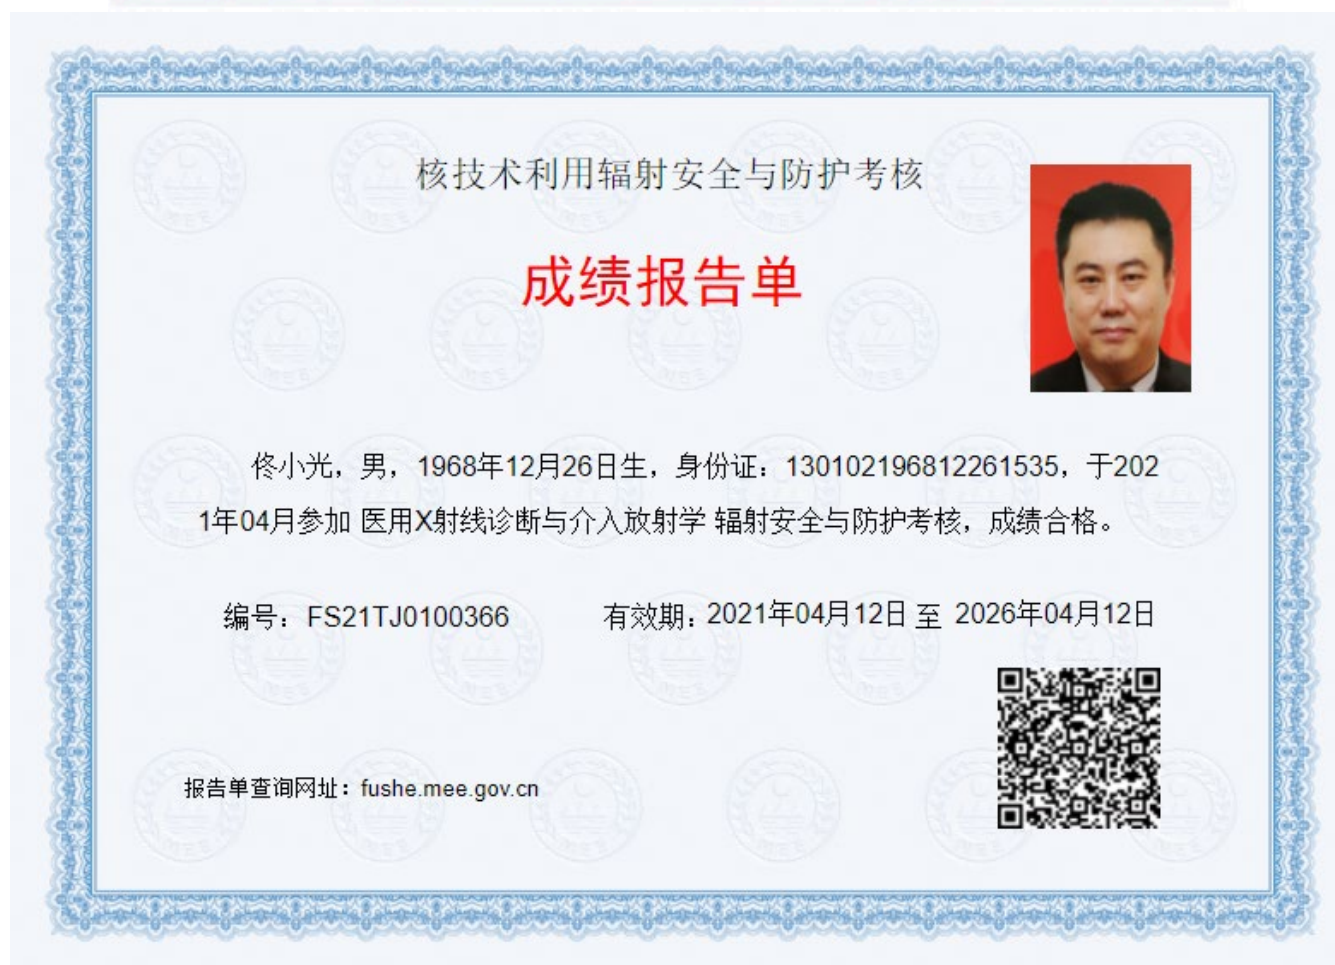 核技术利用辐射安全与防护考核
成绩报告单
佟小光，男，1968年12月26日生，身份证：130102196812261535，于202
1年04月参加 医用X射线诊断与介入放射学 辐射安全与防护考核，成绩合格。
编号：FS21TJ0100366 有效期：2021年04月12日 至 2026年04月12日
报告单查询网址：fushe.mee.gov.cn